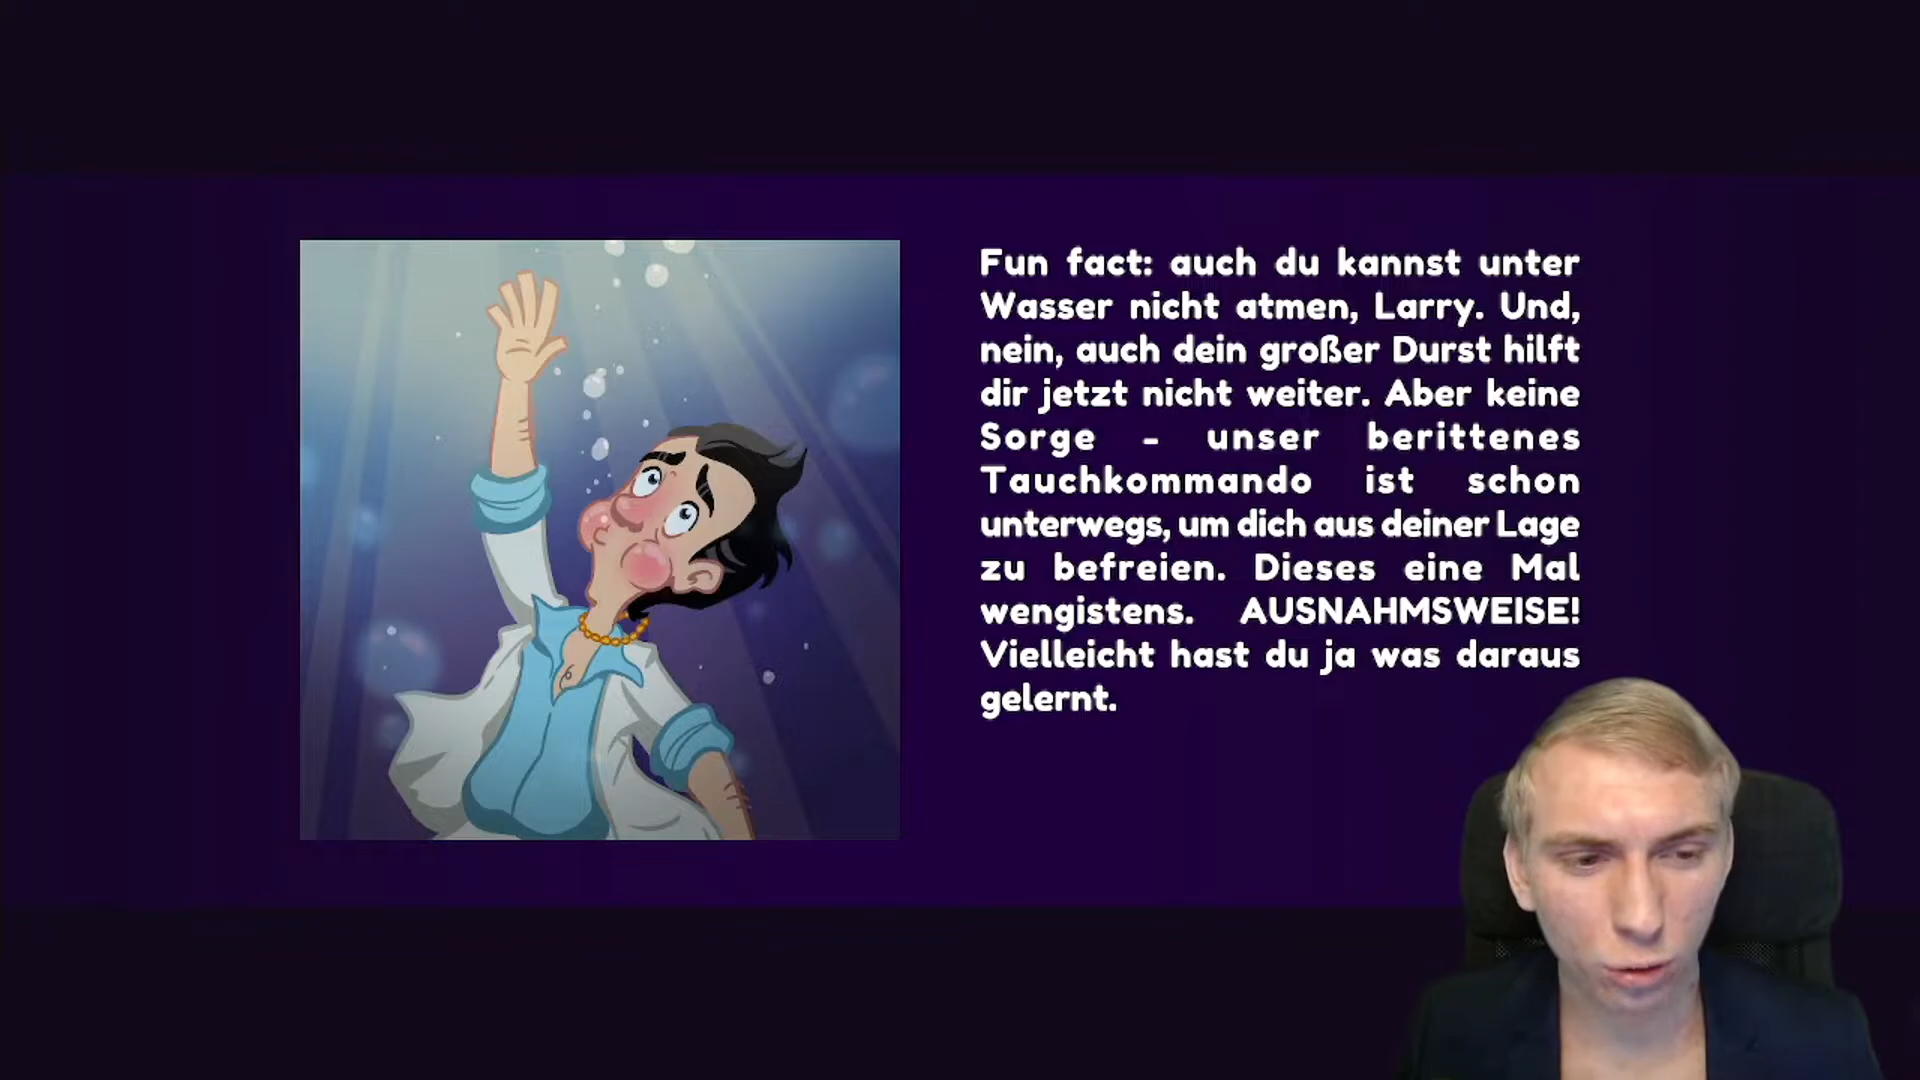 Fun fact: auch du kannst unter
Wasser nicht atmen, Larry. Und,
nein, auch dein großer Durst hilft
dir jetzt nicht weiter. Aber keine
Sorge - unser berittenes
Tauchkommando ist schon
unterwegs, um dich aus deiner Lage
zu befreien. Dieses eine Mal
wengistens. AUSNAHMSWEISE!
Vielleicht hast du ja was daraus
gelernt.